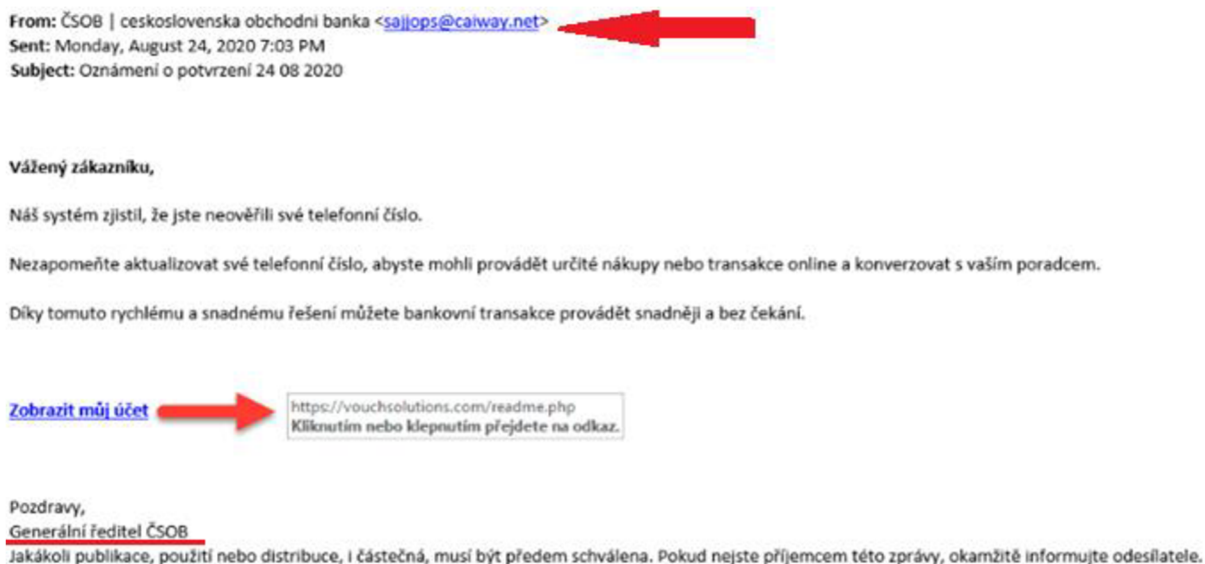 From: ČSOB | ceskoslovenska obchodni banka <sajjops@caiway.net>
Sent: Monday, August 24, 2020 7:03 PM
Subject: Oznámení o potvrzení 24 08 2020
Vážený zákazníku,
Náš systém zjistil, že jste neověřili své telefonní číslo.
Nezapomeňte aktualizovat své telefonní číslo, abyste mohli provádět určité nákupy nebo transakce online a konverzovat s vaším poradcem.
Díky tomuto rychlému a snadnému řešení můžete bankovní transakce provádět snadněji a bez čekání.
Zobrazit můj účet
https://vouchsolutions.com/readme.php
Kliknutím nebo klepnutím přejdete na odkaz.
Pozdravy,
Generální ředitel ČSOB
Jakákoli publikace, použití nebo distribuce, i částečná, musí být předem schválena. Pokud nejste příjemcem této zprávy, okamžitě informujte odesílatele.